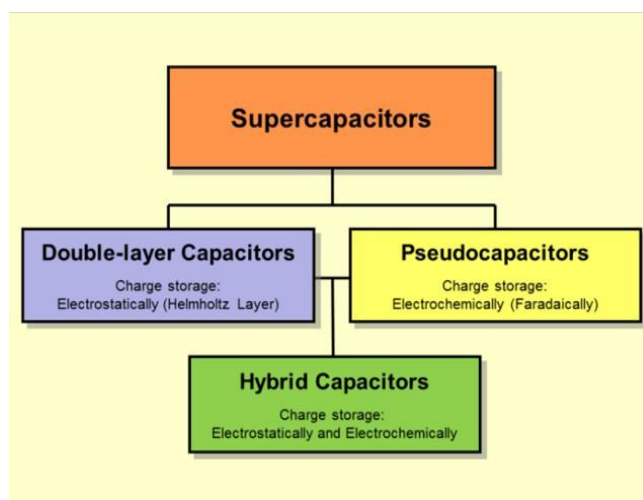 Supercapacitors
Double-layer Capacitors
Charge storage:
Electrostatically (Helmholtz Layer)
Pseudocapacitors
Charge storage:
Electrochemically (Faradaically)
Hybrid Capacitors
Charge storage:
Electrostatically and Electrochemically